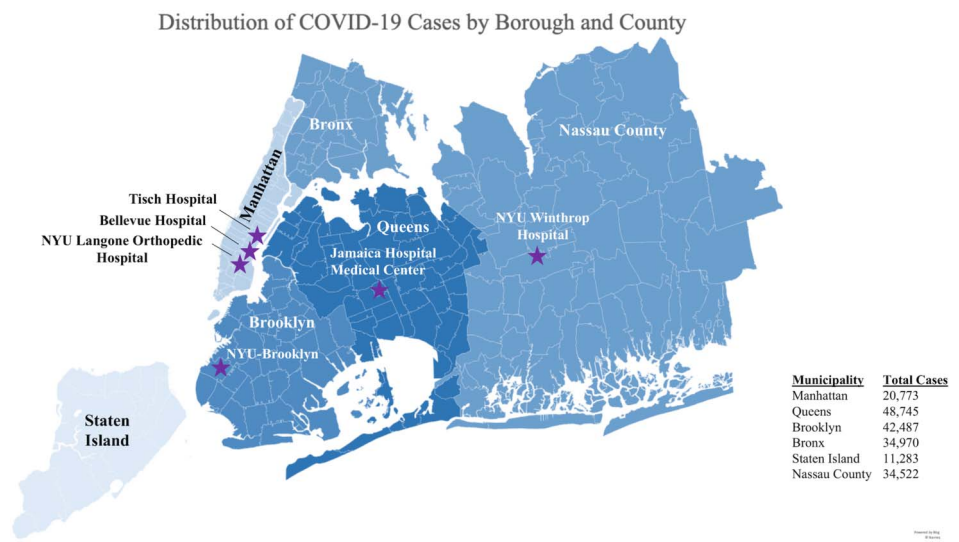 Distribution of COVID-19 Cases by Borough and County
Bronx
Nassau County
Manhattan
Tisch Hospital
Bellevue Hospital
NYU Langone Orthopedic
Hospital
Queens
NYU Winthrop
Hospital
Jamaica Hospital
Medical Center
Brooklyn
NYU-Brooklyn
Staten
Island
Municipality Total Cases
Manhattan 20,773
Queens 48,745
Brooklyn 42,487
Bronx 34,970
Staten Island 11,283
Nassau County 34,522
Powered by Bing